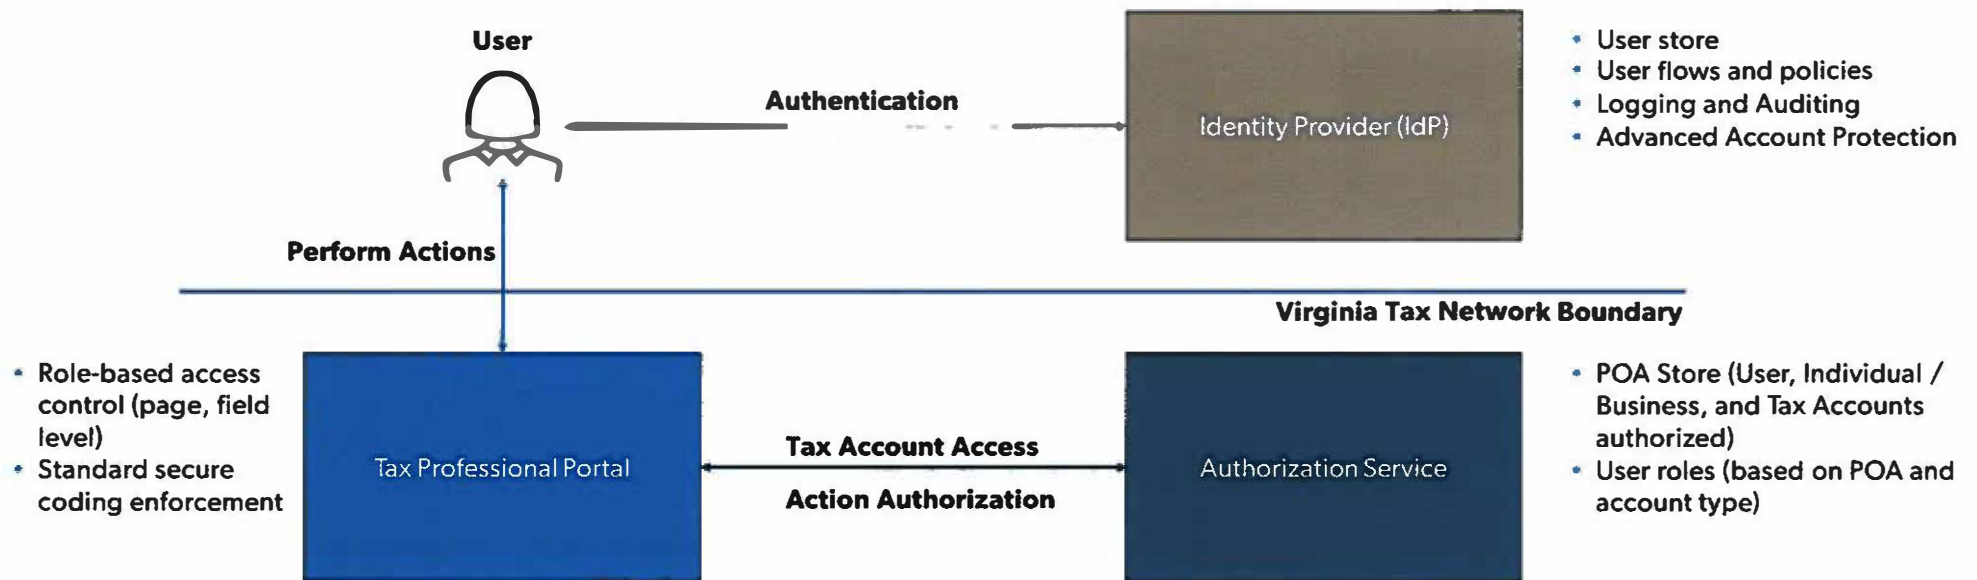 User
Authentication
Identity Provider (IdP)
• User store
• User flows and policies
• Logging and Auditing
• Advanced Account Protection
Perform Actions
Virginia Tax Network Boundary
• Role-based access
control (page, field
level)
• Standard secure
coding enforcement
Tax Professional Portal
Tax Account Access
Action Authorization
Authorization Service
• POA Store (User, Individual /
Business, and Tax Accounts
authorized)
• User roles (based on POA and
account type)